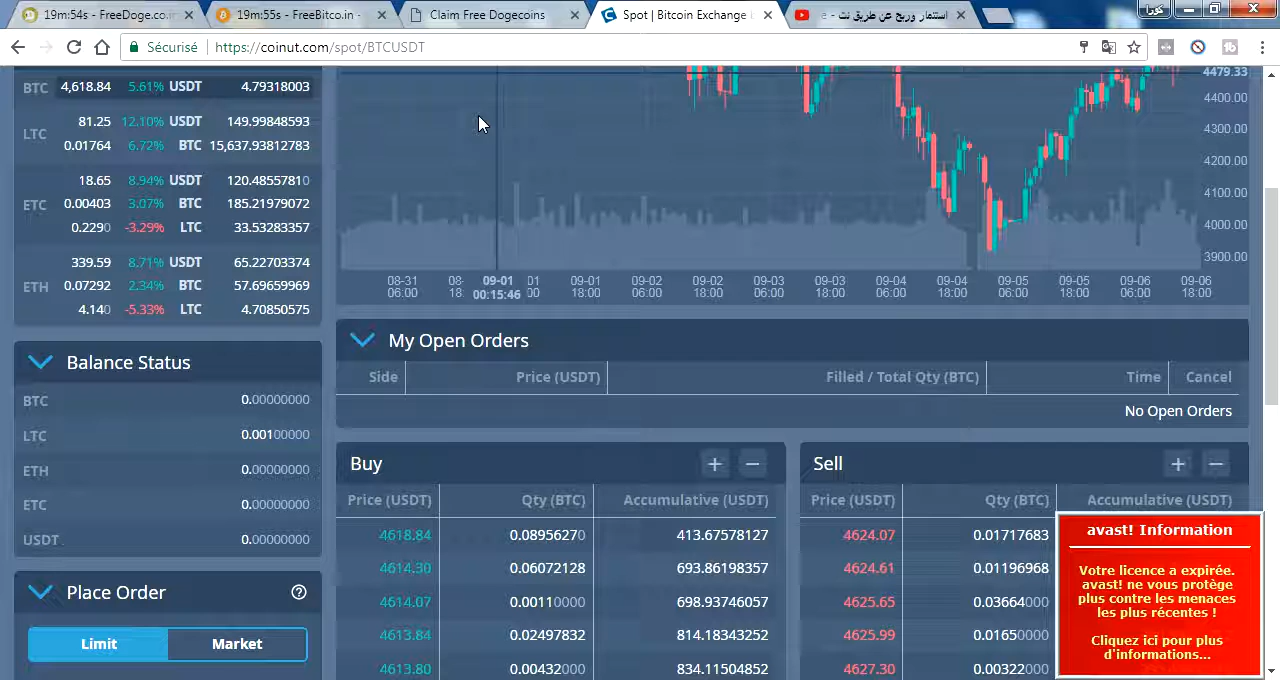 19m:54s - FreeDoge.co.in
19m:55s - FreeBitco.in -
Claim Free Dogecoins
Spot | Bitcoin Exchange
استثمار وربح عن طريق نت - e
كورا
Sécurisé
https://coinut.com/spot/BTCUSDT
BTC 4,618.84 5.61% USDT 4.79318003
LTC
81.25 12.10% USDT 149.99848593
0.01764 6.72% BTC 15,637.93812783
ETC
18.65 8.94% USDT 120.48557810
0.00403 3.07% BTC 185.21979072
0.2290 -3.29% LTC 33.53283357
ETH
339.59 8.71% USDT 65.22703374
0.07292 2.34% BTC 57.69659969
4.140 -5.33% LTC 4.70850575
4479.33
4400.00
4300.00
4200.00
4100.00
4000.00
3900.00
08-31 08- 09-01 01 09-01 09-02 09-02 09-03 09-03 09-04 09-04 09-05 09-05 09-06 09-06
06:00 18: 00:15:46 00 18:00 06:00 18:00 06:00 18:00 06:00 18:00 06:00 18:00 06:00 18:00
Balance Status
BTC 0.00000000
LTC 0.00100000
ETH 0.00000000
ETC 0.00000000
USDT 0.00000000
Place Order
Limit Market
My Open Orders
Side Price (USDT) Filled / Total Qty (BTC) Time Cancel
No Open Orders
Buy
Price (USDT) Qty (BTC) Accumulative (USDT)
4618.84 0.08956270 413.67578127
4614.30 0.06072128 693.86198357
4614.07 0.00110000 698.93746057
4613.84 0.02497832 814.18343252
4613.80 0.00432000 834.11504852
Sell
Price (USDT) Qty (BTC) Accumulative (USDT)
4624.07 0.01717683
4624.61 0.01196968
4625.65 0.03664000
4625.99 0.01650000
4627.30 0.00322000
avast! Information
Votre licence a expirée.
avast! ne vous protège
plus contre les menaces
les plus récentes !
Cliquez ici pour plus
d'informations...